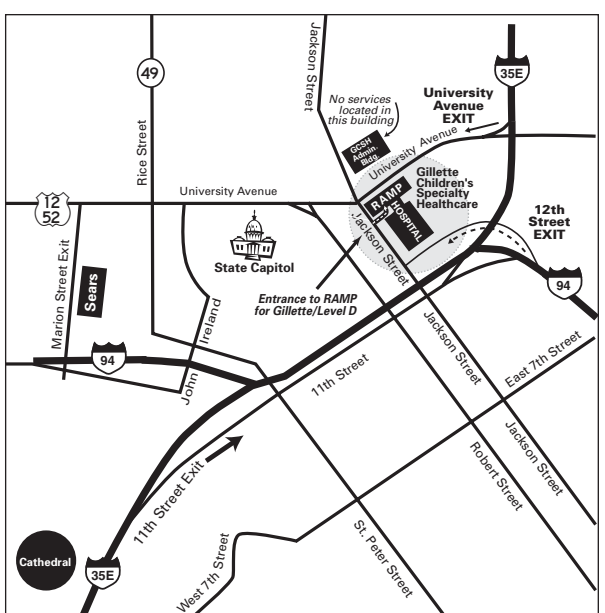 Jackson Street
49
35E
No services
located in
this building
University
Avenue
EXIT
Rice Street
GCSH
Admin.
Bldg
University Avenue
Gillette
Children's
Specialty
Healthcare
University Avenue
12
52
RAMP
HOSPITAL
12th
Street
EXIT
Marion Street Exit
Sears
State Capitol
Jackson Street
Entrance to RAMP
for Gillette/Level D
94
John Ireland
94
11th Street
Jackson Street
East 7th Street
Jackson Street
Robert Street
11th Street Exit
St. Peter Street
West 7th Street
Cathedral
35E